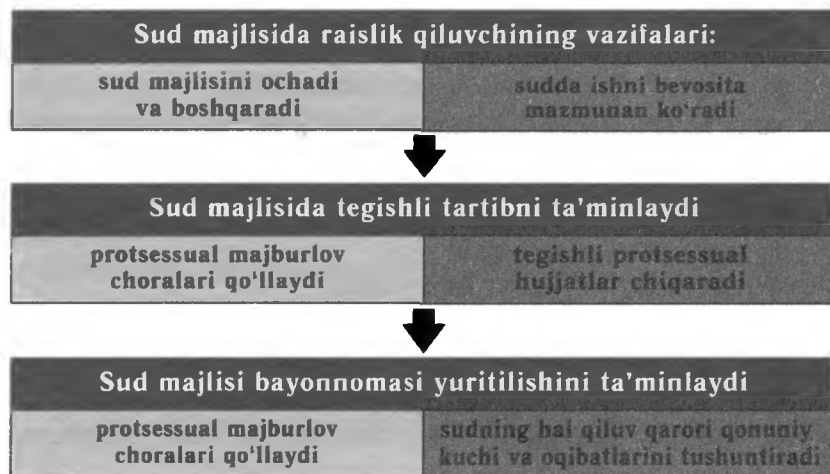 Sud majlisida raislik qiluvchining vazifalari:
sud majlisini ochadi
va boshqaradi
sudda ishni bevosita
mazmunan ko‘radi
Sud majlisida tegishli tartibni ta'minlaydi
protsessual majburlov
choralari qo‘llaydi
tegishli protsessual
hujjatlar chiqaradi
Sud majlisi bayonnomasi yuritilishini ta'minlaydi
protsessual majburlov
choralari qo‘llaydi
sudning hal qiluv qarori qonuniy
kuchi va oqibatlarini tushuntiradi